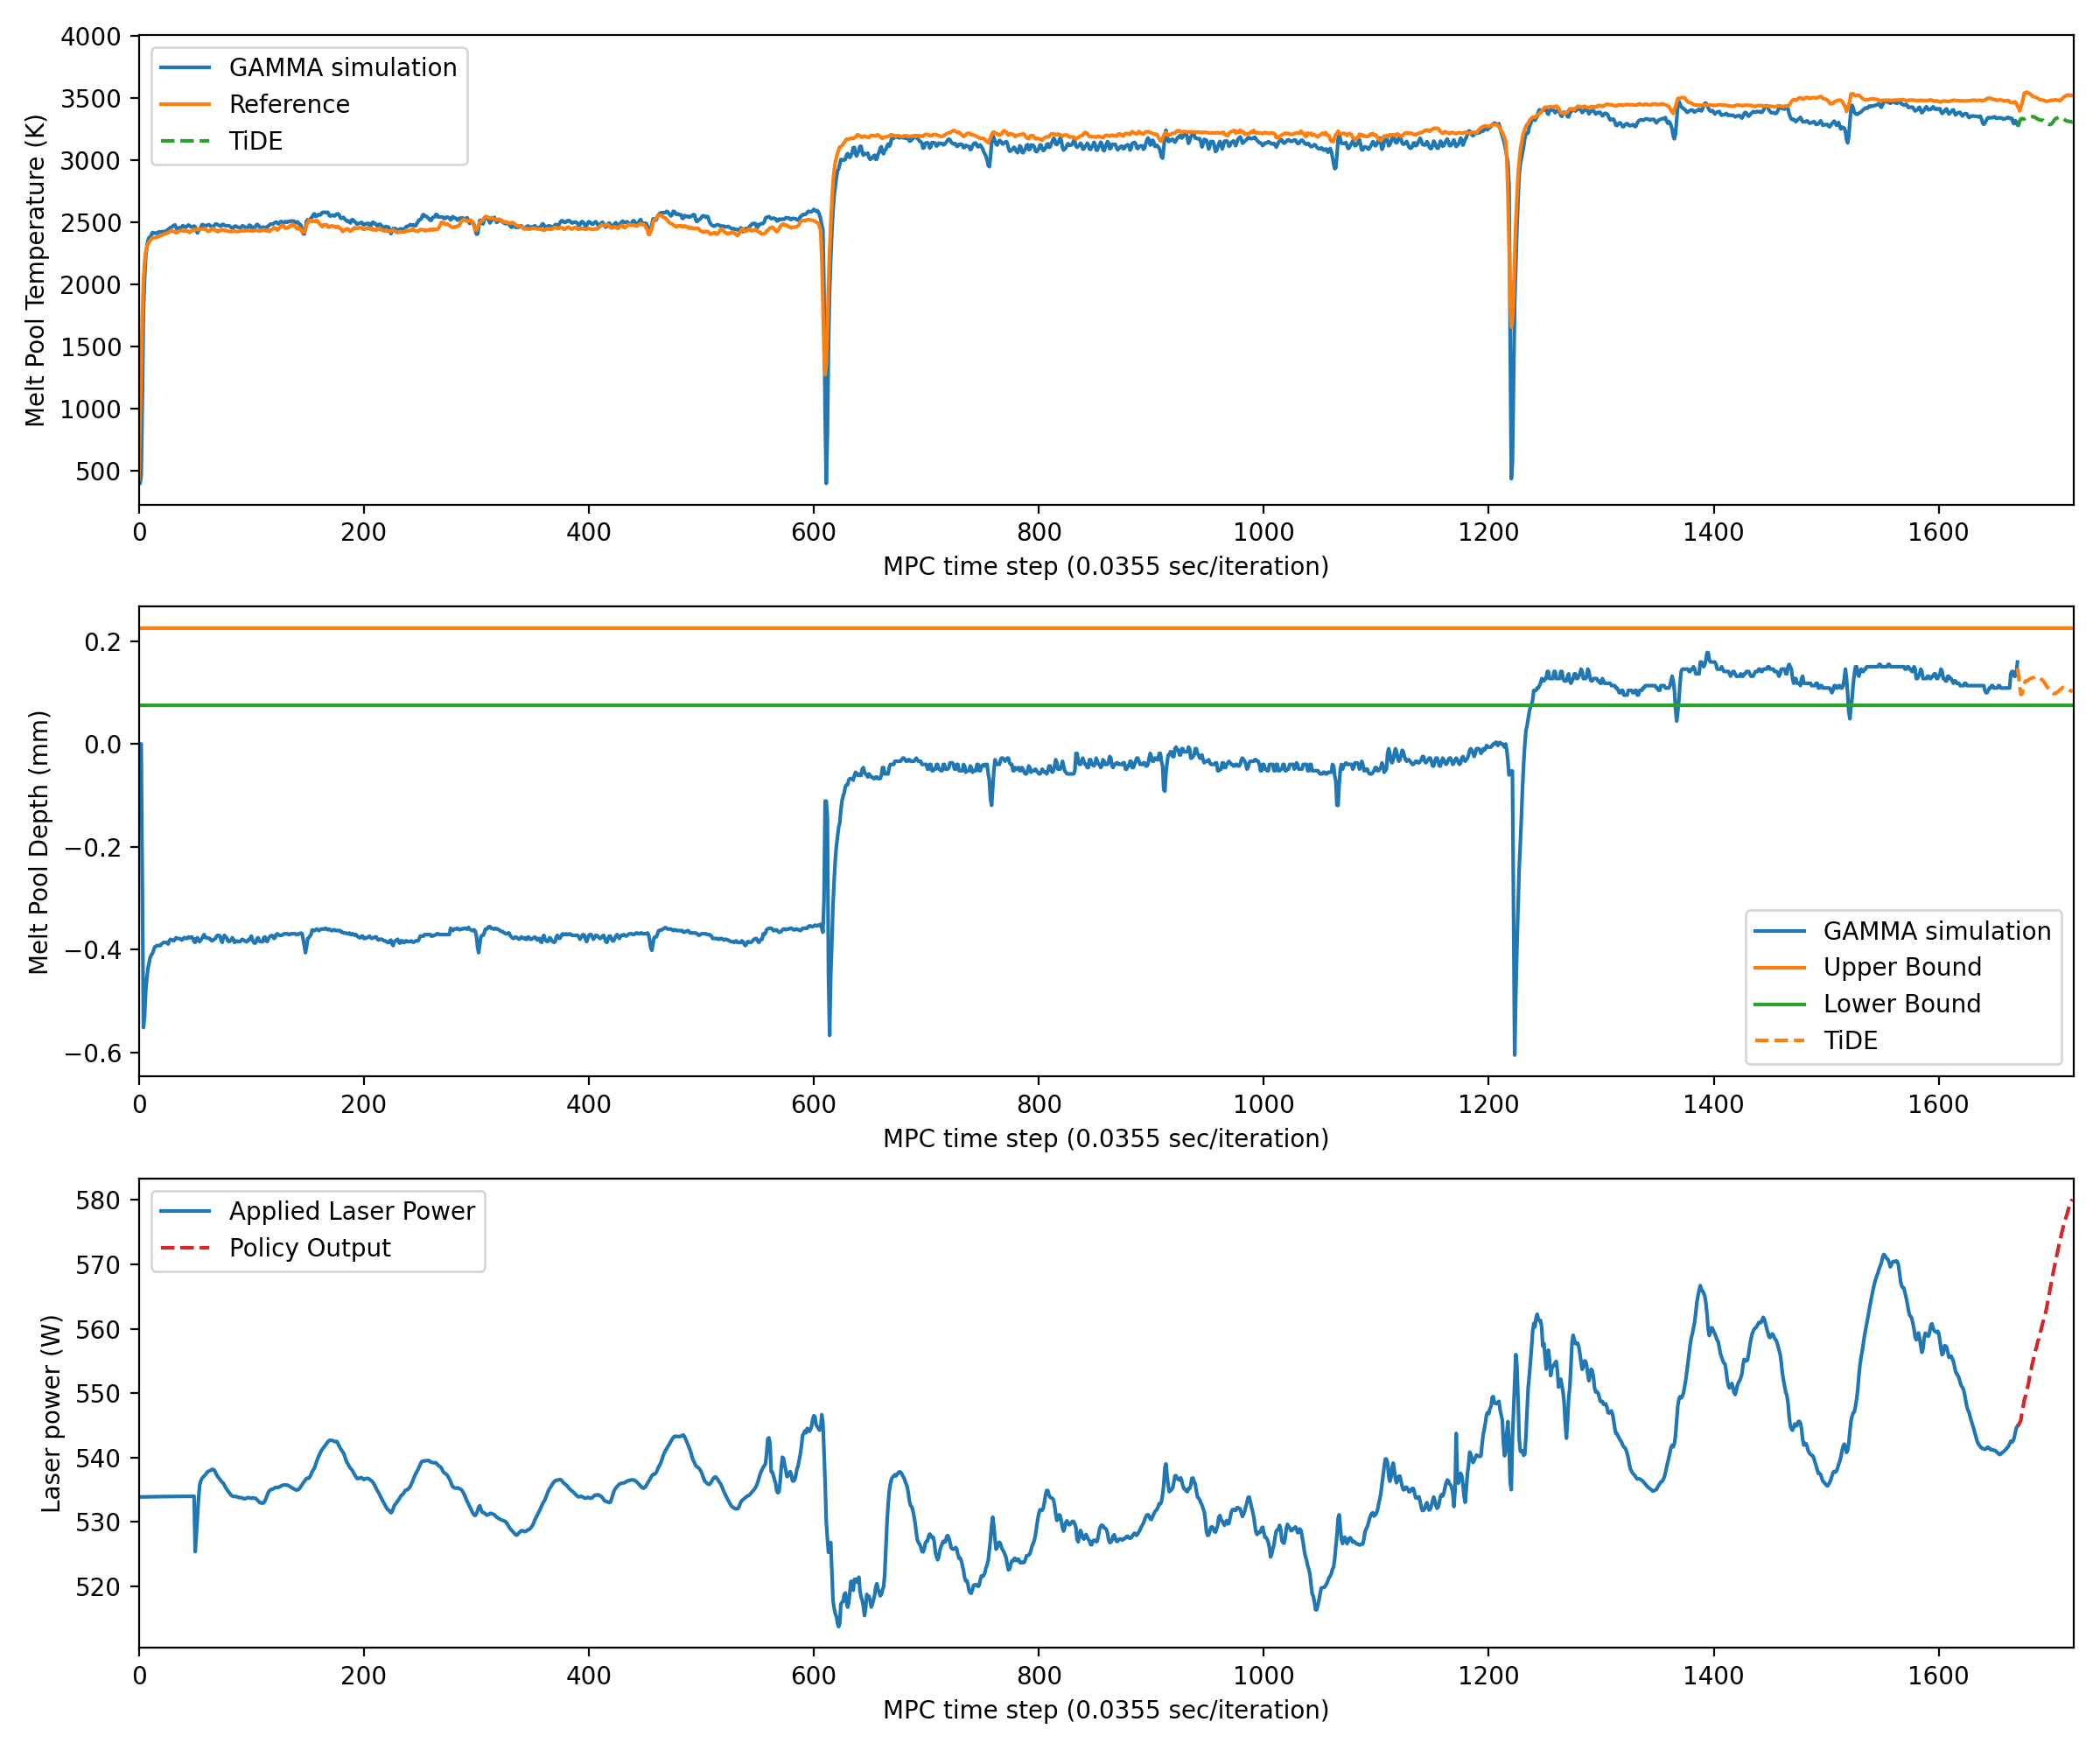 4000
3500
3000
2500
2000
1500
1000
500
Melt Pool Temperature (K)
GAMMA simulation
Reference
TiDE
0 200 400 600 800 1000 1200 1400 1600
MPC time step (0.0355 sec/iteration)
0.2
0.0
−0.2
−0.4
−0.6
Melt Pool Depth (mm)
GAMMA simulation
Upper Bound
Lower Bound
TiDE
0 200 400 600 800 1000 1200 1400 1600
MPC time step (0.0355 sec/iteration)
580
570
560
550
540
530
520
Laser power (W)
Applied Laser Power
Policy Output
0 200 400 600 800 1000 1200 1400 1600
MPC time step (0.0355 sec/iteration)